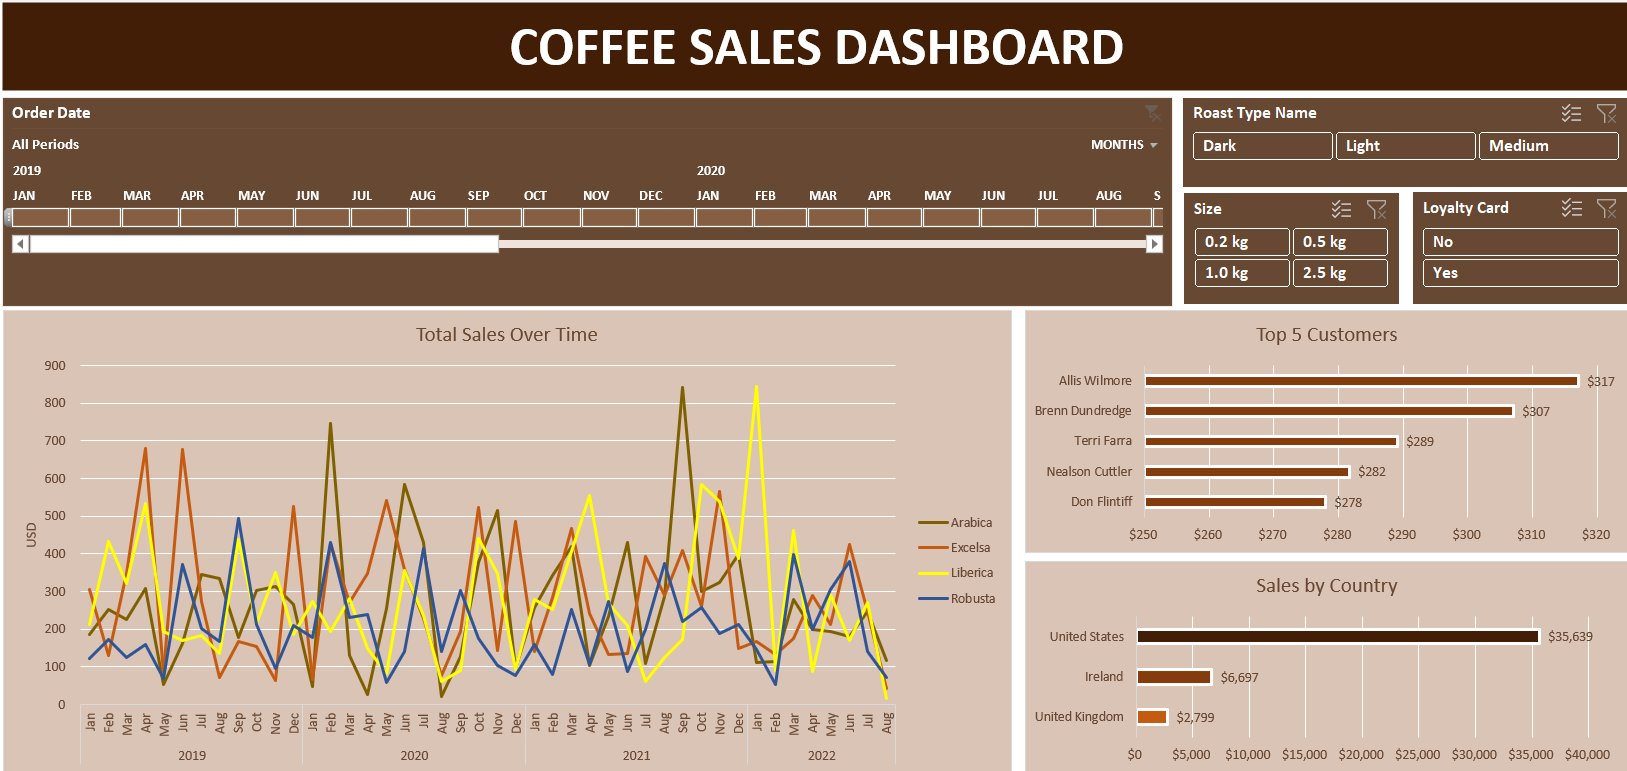 COFFEE SALES DASHBOARD
Order Date
All Periods
MONTHS
2019 2020
JAN FEB MAR APR MAY JUN JUL AUG SEP OCT NOV DEC JAN FEB MAR APR MAY JUN JUL AUG S
Roast Type Name
Dark Light Medium
Size
0.2 kg 0.5 kg
1.0 kg 2.5 kg
Loyalty Card
No
Yes
Total Sales Over Time
900
800
700
600
500
400
300
200
100
0
USD
Jan Feb Mar Apr May Jun Jul Aug Sep Oct Nov Dec Jan Feb Mar Apr May Jun Jul Aug Sep Oct Nov Dec Jan Feb Mar Apr May Jun Jul Aug Sep Oct Nov Dec Jan Feb Mar Apr May Jun Jul Aug
2019 2020 2021 2022
Arabica
Excelsa
Liberica
Robusta
Top 5 Customers
Allis Wilmore $317
Brenn Dundredge $307
Terri Farra $289
Nealson Cuttler $282
Don Flintiff $278
$250 $260 $270 $280 $290 $300 $310 $320
Sales by Country
United States $35,639
Ireland $6,697
United Kingdom $2,799
$0 $5,000 $10,000 $15,000 $20,000 $25,000 $30,000 $35,000 $40,000